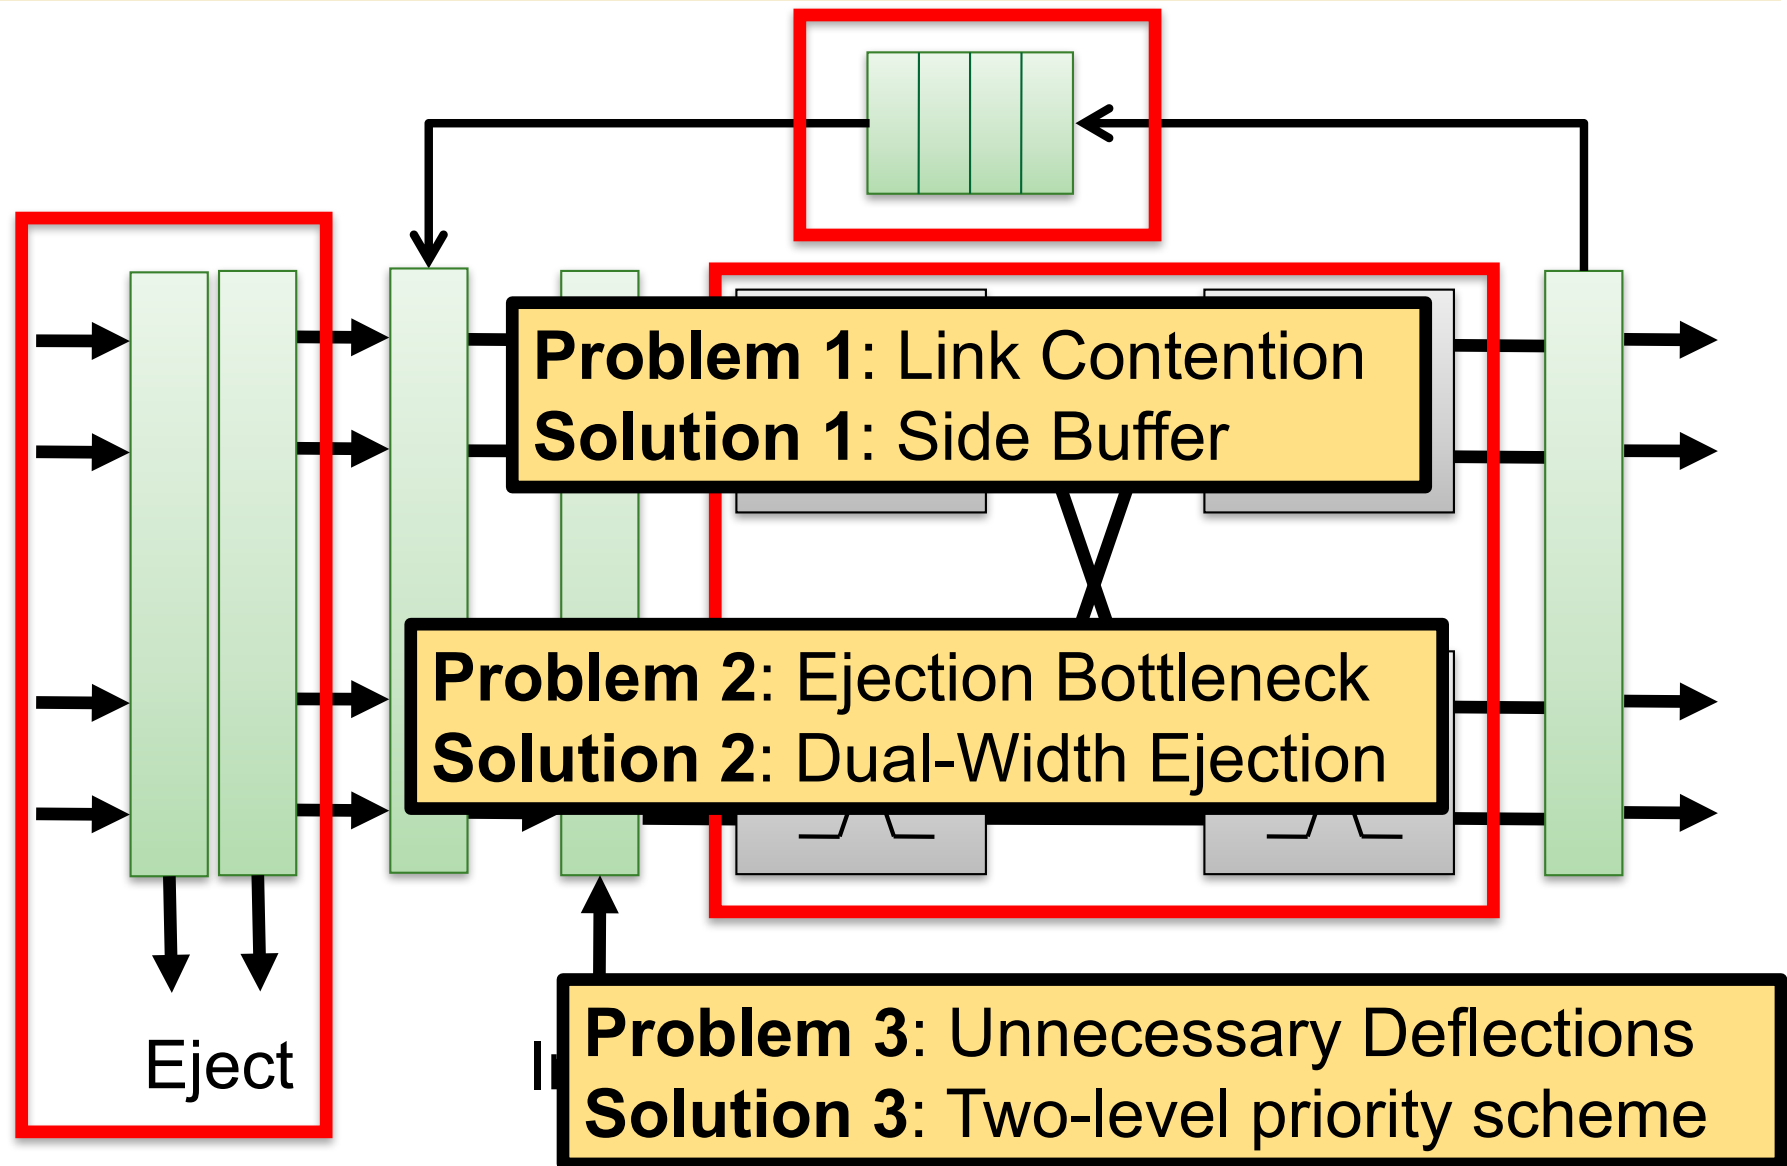 Problem 1: Link Contention
Solution 1: Side Buffer
Problem 2: Ejection Bottleneck
Solution 2: Dual-Width Ejection
Eject
Problem 3: Unnecessary Deflections
Solution 3: Two-level priority scheme